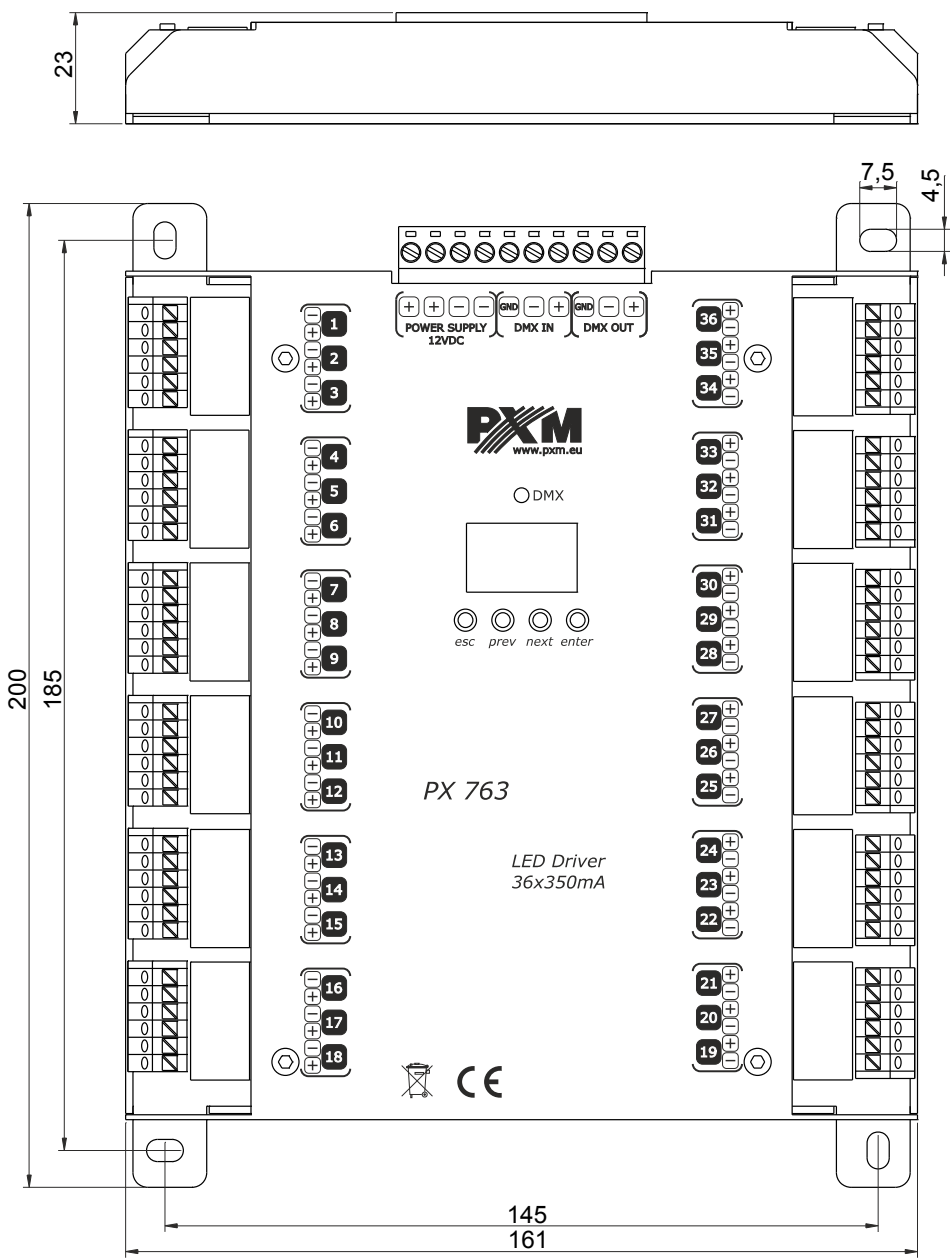 23
7,5
4,5
200
185
+ + − − GND − + GND − +
POWER SUPPLY DMX IN DMX OUT
12VDC
− + 1
− + 2
− + 3
− + 4
− + 5
− + 6
− + 7
− + 8
− + 9
− + 10
− + 11
− + 12
− + 13
− + 14
− + 15
− + 16
− + 17
− + 18
36 + −
35 + −
34 + −
33 + −
32 + −
31 + −
30 + −
29 + −
28 + −
27 + −
26 + −
25 + −
24 + −
23 + −
22 + −
21 + −
20 + −
19 + −
PXM
www.pxm.eu
DMX
esc prev next enter
PX 763
LED Driver
36x350mA
CE
145
161